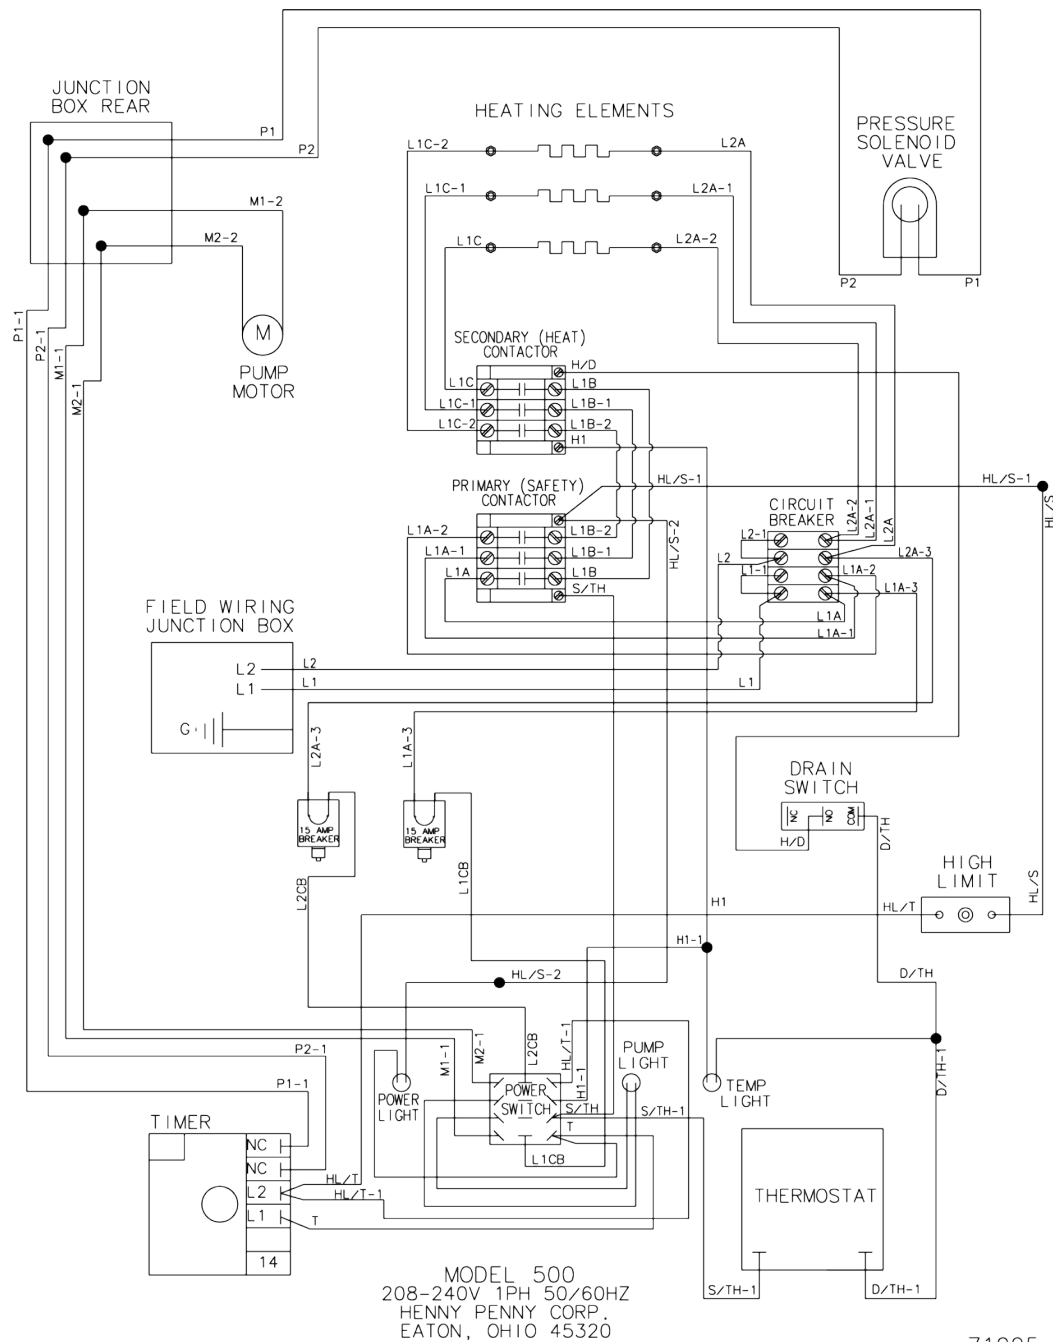 JUNCTION
BOX REAR
P1
P2
M1-2
M2-2
P1-1
P2-1
M1-1
M2-1
M
PUMP
MOTOR
HEATING ELEMENTS
L1C-2
L2A
L1C-1
L2A-1
L1C
L2A-2
PRESSURE
SOLENOID
VALVE
P2
P1
SECONDARY (HEAT)
CONTACTOR
H/D
L1C
L1B
L1C-1
L1B-1
L1C-2
L1B-2
H1
PRIMARY (SAFETY)
CONTACTOR
HL/S-1
HL/S-1
HL/S
HL/S-2
L1A-2
L1B-2
L1A-1
L1B-1
L1A
L1B
S/TH
CIRCUIT
BREAKER
L2A-2
L2A-1
L2A
L2-1
L2
L2A-3
L1-1
L1A-2
L1A-3
L1A
L1A-1
FIELD WIRING
JUNCTION BOX
L2
L2
L1
L1
L1
G
L2A-3
L1A-3
15 AMP
BREAKER
15 AMP
BREAKER
L2CB
L1CB
DRAIN
SWITCH
NC
NO
COM
H/D
D/TH
HIGH
LIMIT
HL/T
HL/S
H1
H1-1
HL/S-2
D/TH
M2-1
M1-1
L2CB
HL/T-1
H1-1
PUMP
LIGHT
POWER
LIGHT
POWER
SWITCH
S/TH
S/TH-1
T
L1CB
TEMP
LIGHT
D/TH-1
P2-1
P1-1
TIMER
NC
NC
L2
L1
14
HL/T
HL/T-1
T
THERMOSTAT
S/TH-1
D/TH-1
MODEL 500
208-240V 1PH 50/60HZ
HENNY PENNY CORP.
EATON, OHIO 45320